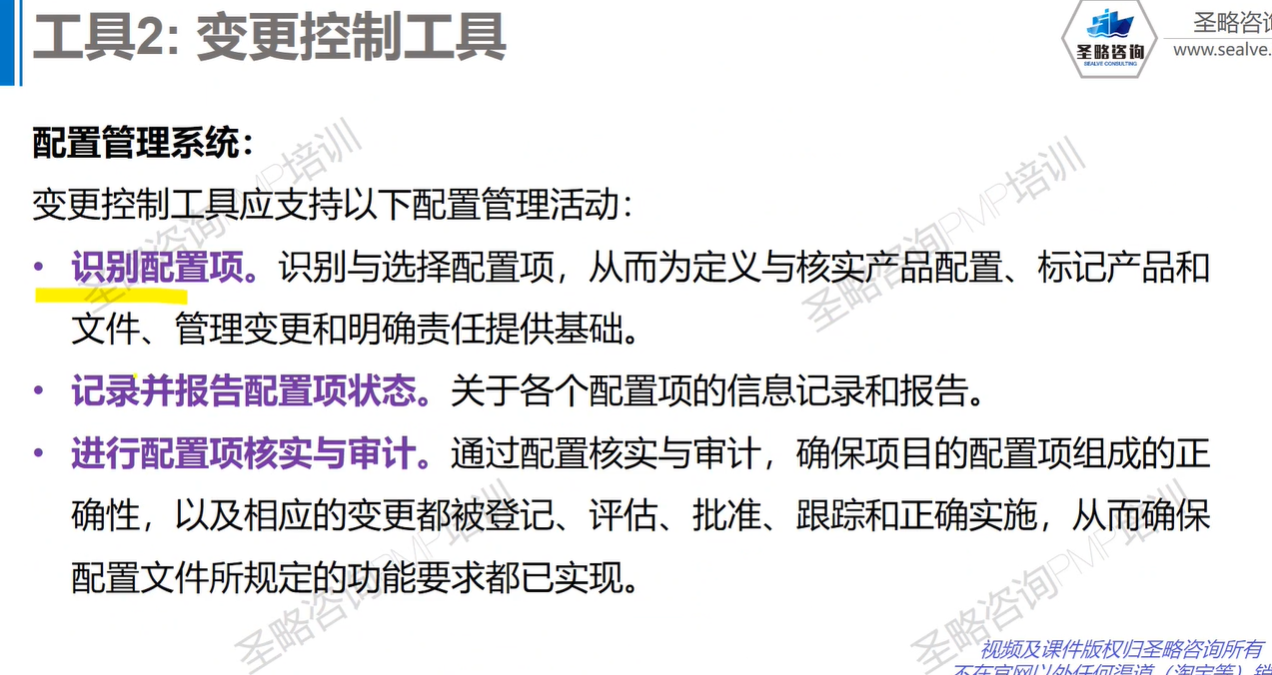 工具2: 变更控制工具
圣略咨询
SEALVE CONSULTING
圣略咨询
www.sealve.
配置管理系统：
变更控制工具应支持以下配置管理活动：
• 识别配置项。识别与选择配置项，从而为定义与核实产品配置、标记产品和
文件、管理变更和明确责任提供基础。
• 记录并报告配置项状态。关于各个配置项的信息记录和报告。
• 进行配置项核实与审计。通过配置核实与审计，确保项目的配置项组成的正
确性，以及相应的变更都被登记、评估、批准、跟踪和正确实施，从而确保
配置文件所规定的功能要求都已实现。
圣略咨询PMP培训
圣略咨询PMP培训
圣略咨询PMP培训
圣略咨询PMP培训
视频及课件版权归圣略咨询所有
不在官网以外任何渠道（淘宝等）销